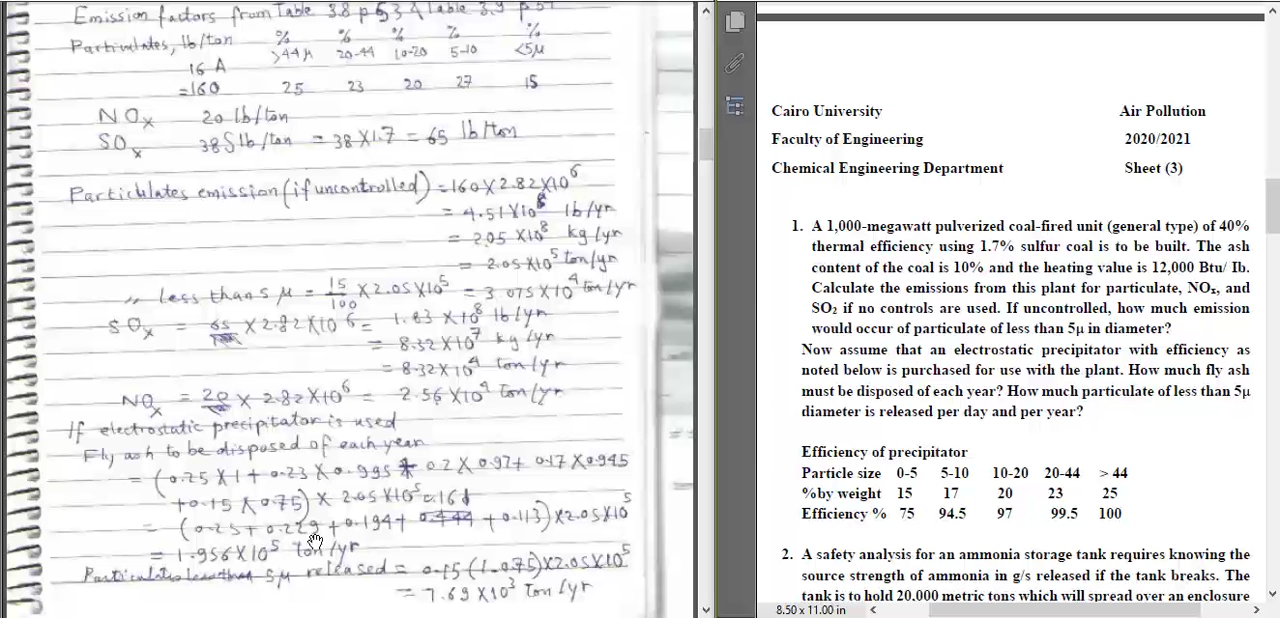 Emission factors from Table 3.8 p 53 & Table 3.9 p 57
Particulates, lb/ton % % % % %
>44 μ 20-44 10-20 5-10 <5μ
16 A
=160 25 23 20 27 15
NOx 20 lb/ton
SOx 38S lb/ton = 38 X 1.7 = 65 lb/ton
Particulates emission (if uncontrolled) = 160 X 2.82 X 10^6
= 4.51 X 10^8 lb/yr
= 2.05 X 10^8 kg/yr
= 2.05 X 10^5 ton/yr
" less than 5 μ = 15/100 X 2.05 X 10^5 = 3.075 X 10^4 ton/yr
SOx = 65 X 2.82 X 10^6 = 1.83 X 10^8 lb/yr
= 8.32 X 10^7 kg/yr
= 8.32 X 10^4 ton/yr
NOx = 20 X 2.82 X 10^6 = 2.56 X 10^4 ton/yr
If electrostatic precipitator is used
Fly ash to be disposed of each year
= (0.25 X 1 + 0.23 X 0.995 + 0.2 X 0.97 + 0.17 X 0.945
+ 0.15 X 0.75) X 2.05 X 10^5 0.161
= (0.25 + 0.229 + 0.194 + + 0.113) X 2.05 X 10^5
= 1.956 X 10^5 ton/yr
Particulates less than 5 μ released = 0.15 (1-0.75) X 2.05 X 10^5
= 7.69 X 10^3 ton/yr
Cairo University Air Pollution
Faculty of Engineering 2020/2021
Chemical Engineering Department Sheet (3)
1. A 1,000-megawatt pulverized coal-fired unit (general type) of 40%
thermal efficiency using 1.7% sulfur coal is to be built. The ash
content of the coal is 10% and the heating value is 12,000 Btu/ Ib.
Calculate the emissions from this plant for particulate, NOx, and
SO2 if no controls are used. If uncontrolled, how much emission
would occur of particulate of less than 5μ in diameter?
Now assume that an electrostatic precipitator with efficiency as
noted below is purchased for use with the plant. How much fly ash
must be disposed of each year? How much particulate of less than 5μ
diameter is released per day and per year?
Efficiency of precipitator
Particle size 0-5 5-10 10-20 20-44 > 44
%by weight 15 17 20 23 25
Efficiency % 75 94.5 97 99.5 100
2. A safety analysis for an ammonia storage tank requires knowing the
source strength of ammonia in g/s released if the tank breaks. The
tank is to hold 20,000 metric tons which will spread over an enclosure
8.50 x 11.00 in